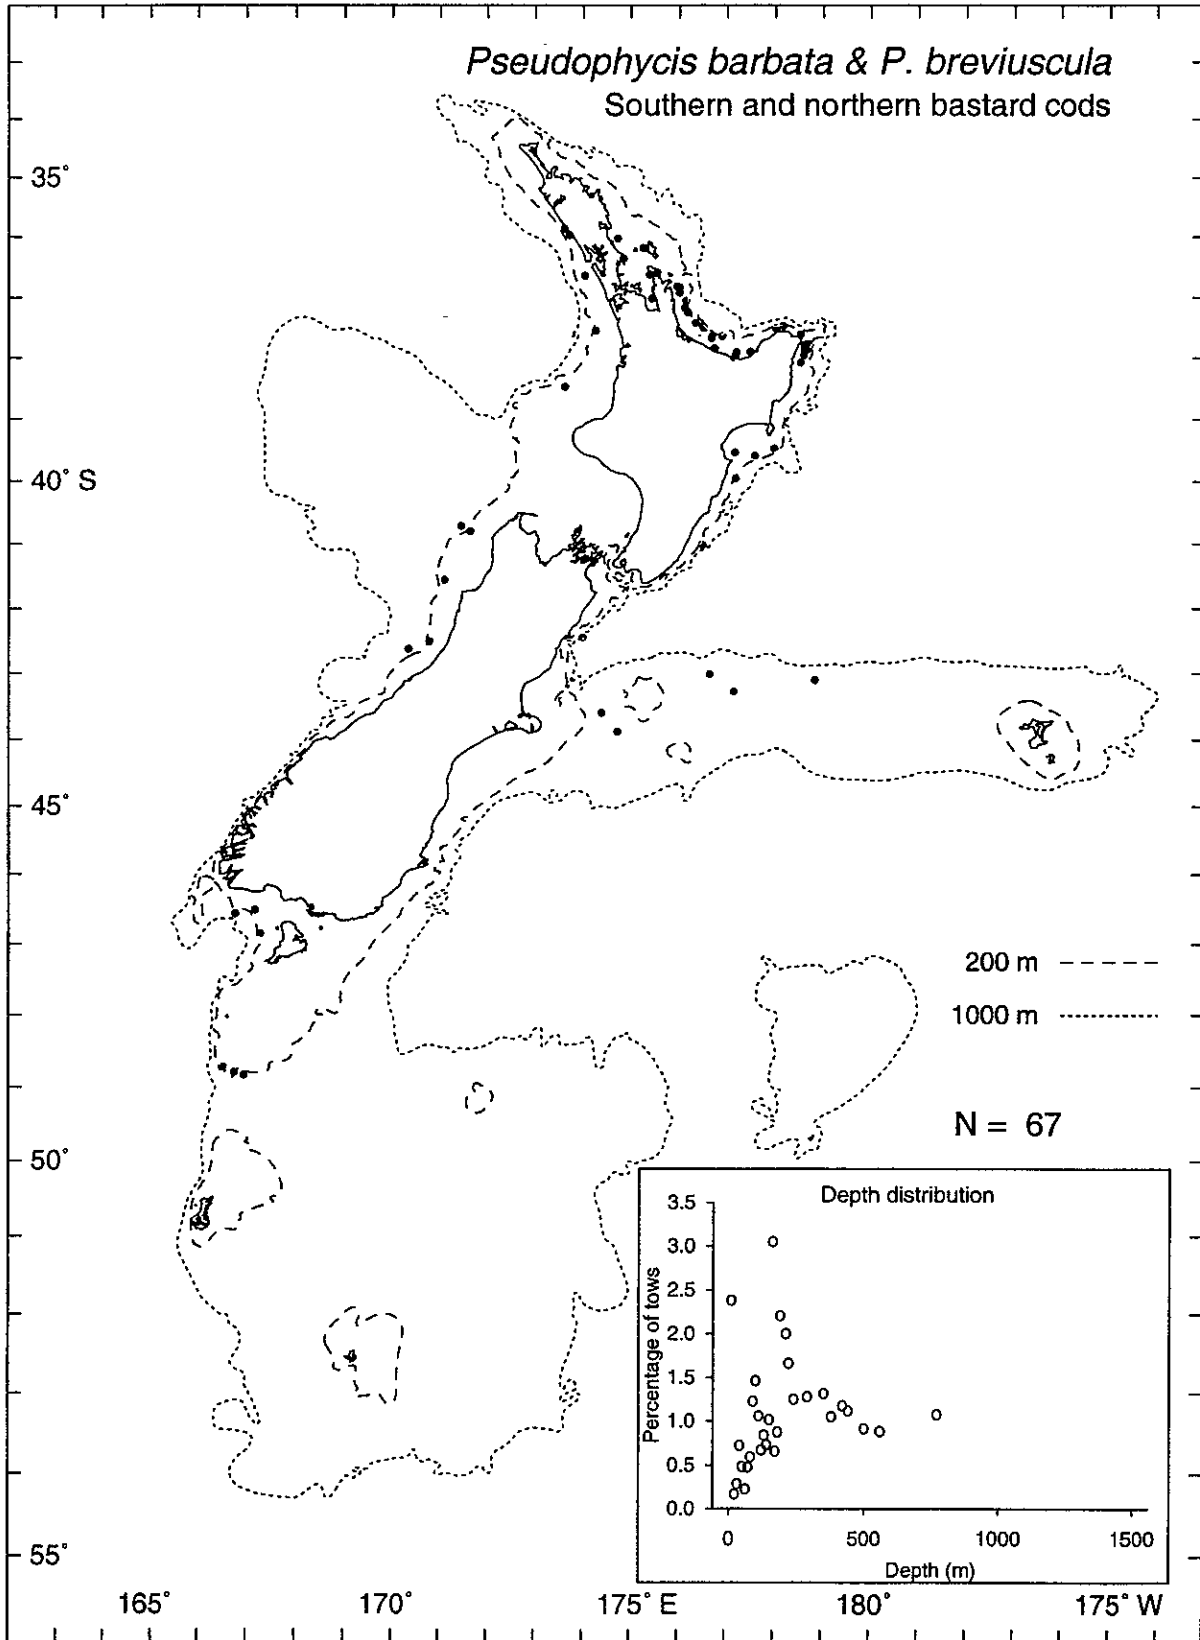 Pseudophycis barbata & P. breviuscula
Southern and northern bastard cods
35°
40° S
45°
200 m
1000 m
N = 67
50°
Depth distribution
3.5
3.0
2.5
2.0
1.5
1.0
0.5
0.0
Percentage of tows
0 500 1000 1500
Depth (m)
55°
165° 170° 175° E 180° 175° W